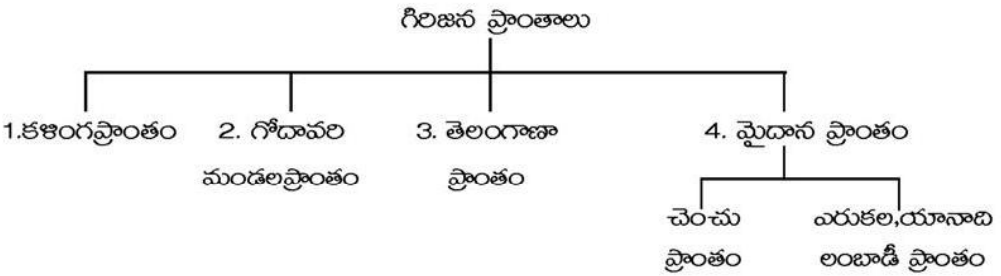 గిరిజన ప్రాంతాలు
1.కళింగప్రాంతం
2. గోదావరి
మండలప్రాంతం
3. తెలంగాణా
ప్రాంతం
4. మైదాన ప్రాంతం
చెంచు
ప్రాంతం
ఎరుకల,యానాది
లంబాడీ ప్రాంతం